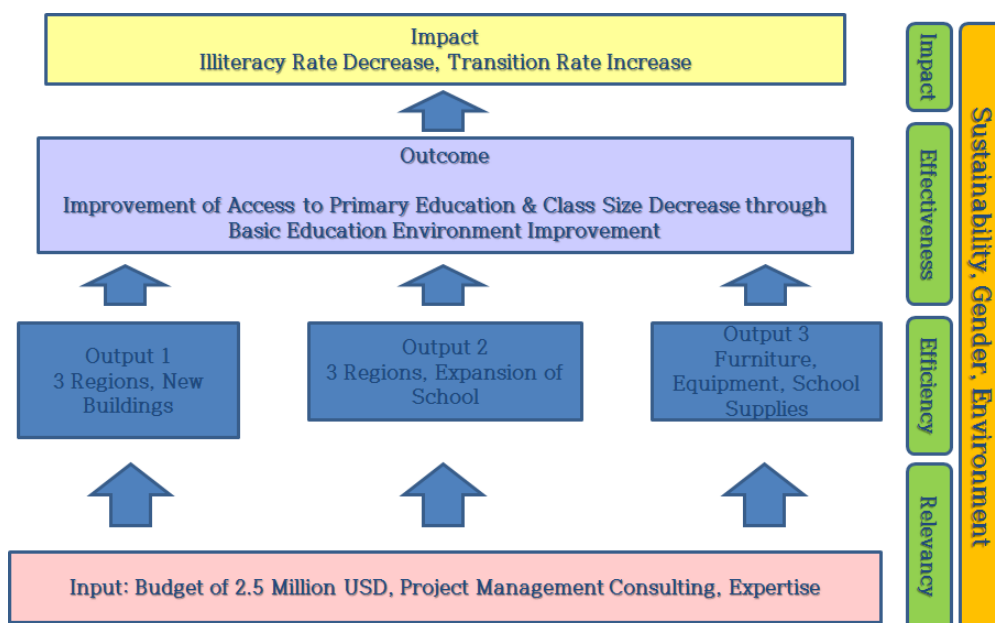 Impact
Illiteracy Rate Decrease, Transition Rate Increase
Outcome
Improvement of Access to Primary Education & Class Size Decrease through
Basic Education Environment Improvement
Output 1
3 Regions, New
Buildings
Output 2
3 Regions, Expansion of
School
Output 3
Furniture,
Equipment, School
Supplies
Input: Budget of 2.5 Million USD, Project Management Consulting, Expertise
Impact
Effectiveness
Efficiency
Relevancy
Sustainability, Gender, Environment